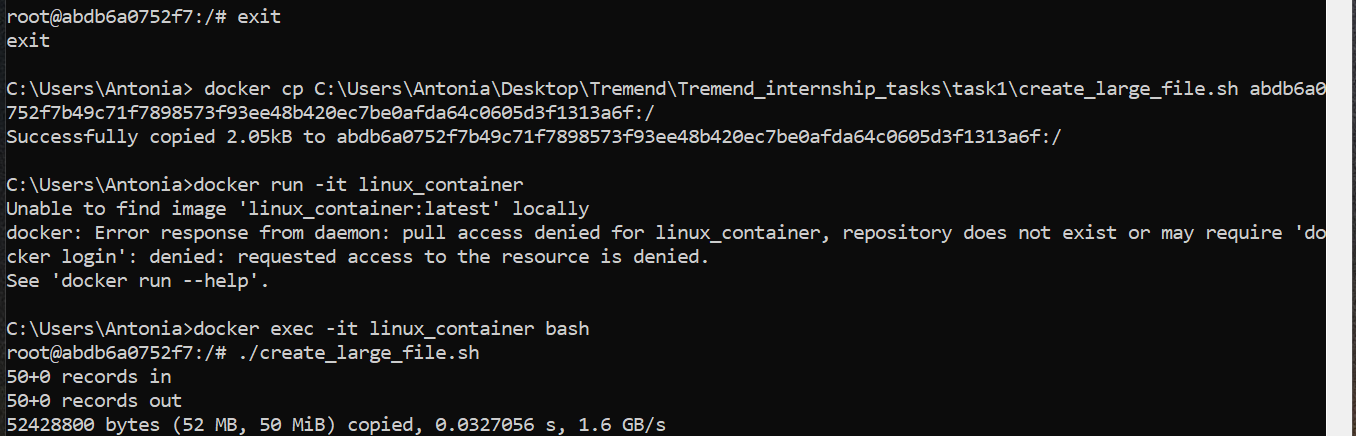 root@abdb6a0752f7:/# exit
exit
C:\Users\Antonia> docker cp C:\Users\Antonia\Desktop\Tremend\Tremend_internship_tasks\task1\create_large_file.sh abdb6a0
752f7b49c71f7898573f93ee48b420ec7be0afda64c0605d3f1313a6f:/
Successfully copied 2.05kB to abdb6a0752f7b49c71f7898573f93ee48b420ec7be0afda64c0605d3f1313a6f:/
C:\Users\Antonia>docker run -it linux_container
Unable to find image 'linux_container:latest' locally
docker: Error response from daemon: pull access denied for linux_container, repository does not exist or may require 'do
cker login': denied: requested access to the resource is denied.
See 'docker run --help'.
C:\Users\Antonia>docker exec -it linux_container bash
root@abdb6a0752f7:/# ./create_large_file.sh
50+0 records in
50+0 records out
52428800 bytes (52 MB, 50 MiB) copied, 0.0327056 s, 1.6 GB/s